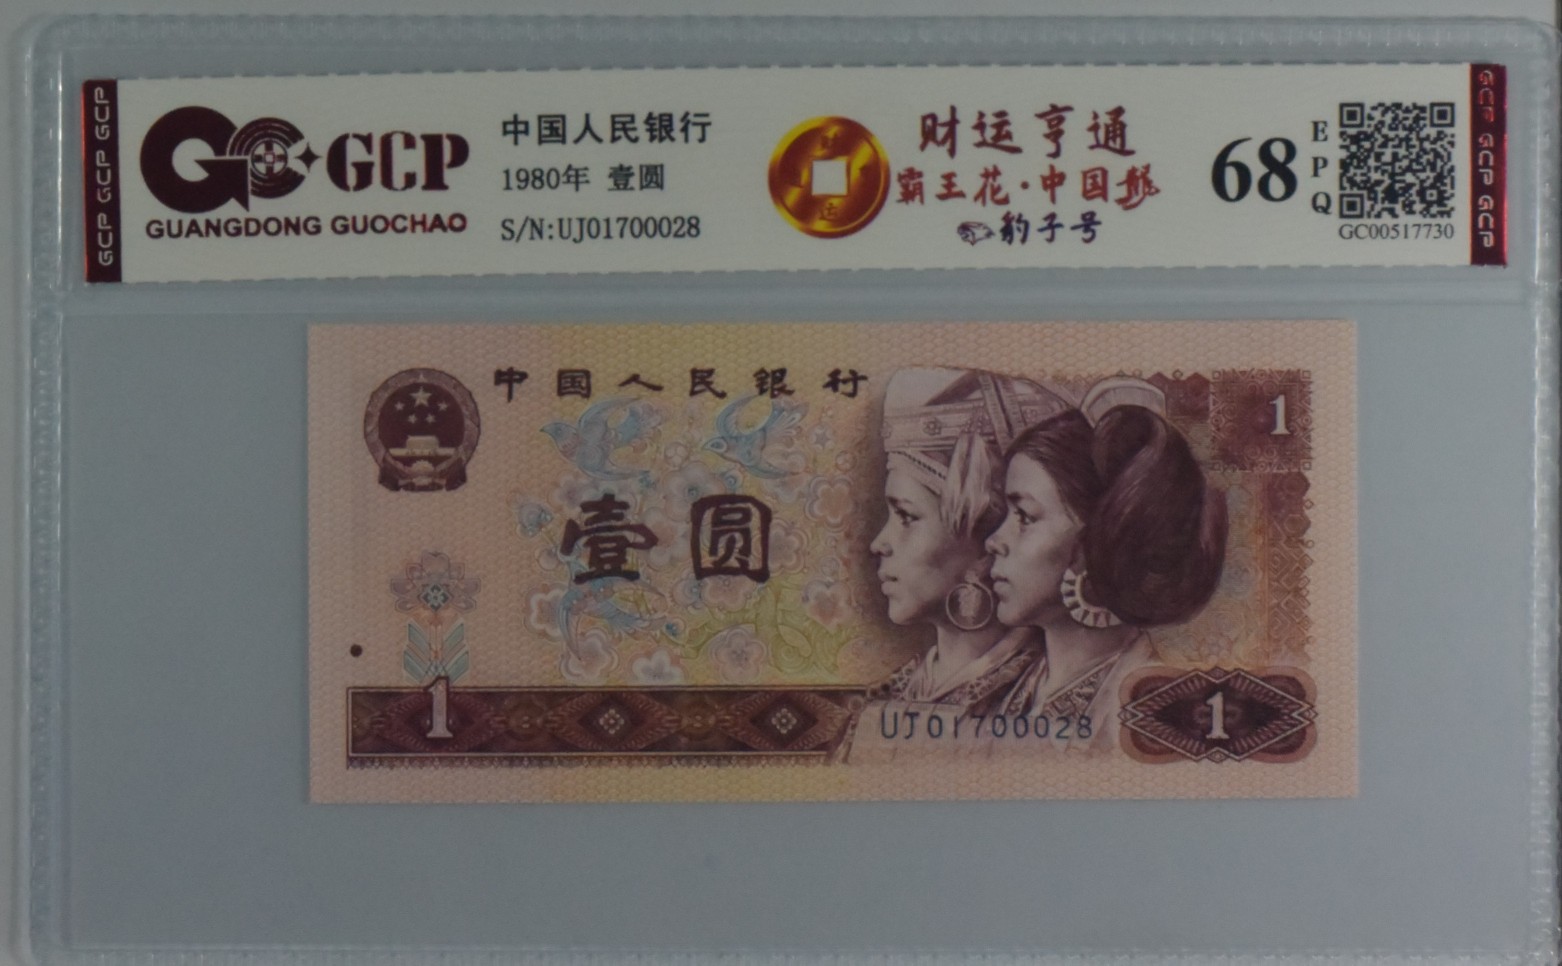 GCP GCP GCP
GCP
GUANGDONG GUOCHAO
中国人民银行
1980年 壹圆
S/N:UJ01700028
财运亨通
霸王花·中国龍
豹子号
68
EPQ
GC00517730
GCP GCP GCP
中国人民银行
1
壹圆
1
UJ01700028
1